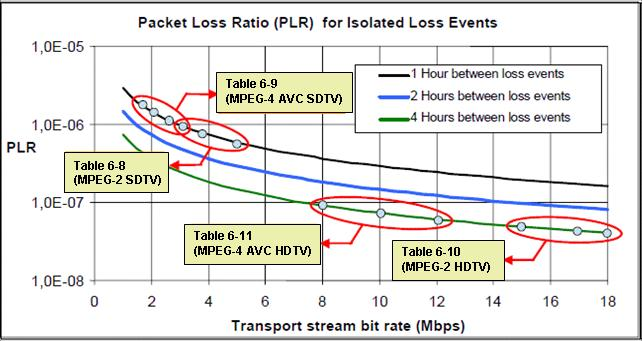 Packet Loss Ratio (PLR) for Isolated Loss Events
1,0E-05
1,0E-06
1,0E-07
1,0E-08
PLR
1 Hour between loss events
2 Hours between loss events
4 Hours between loss events
Table 6-9
(MPEG-4 AVC SDTV)
Table 6-8
(MPEG-2 SDTV)
Table 6-11
(MPEG-4 AVC HDTV)
Table 6-10
(MPEG-2 HDTV)
0 2 4 6 8 10 12 14 16 18
Transport stream bit rate (Mbps)